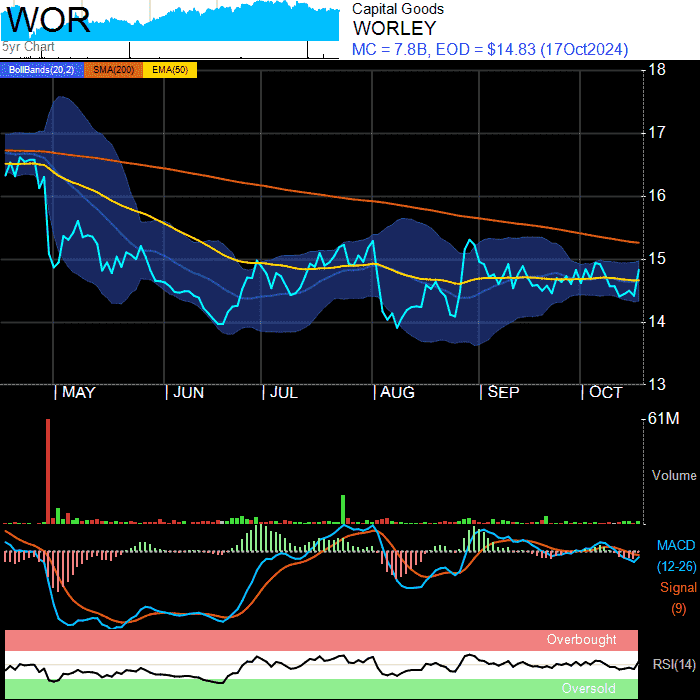 WOR
5yr Chart
Capital Goods
WORLEY
MC = 7.8B, EOD = $14.83 (17Oct2024)
BollBands(20,2) SMA(200) EMA(50)
18
17
16
15
14
13
MAY JUN JUL AUG SEP OCT
61M
Volume
MACD
(12-26)
Signal
(9)
Overbought
RSI(14)
Oversold